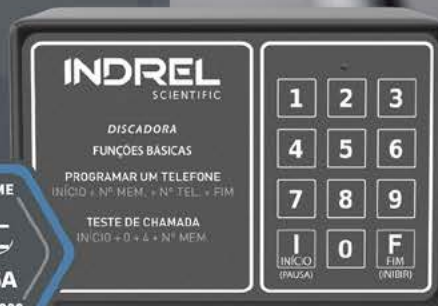 INDREL
SCIENTIFIC
DISCADORA
FUNÇÕES BÁSICAS
PROGRAMAR UM TELEFONE
INÍCIO + Nº MEM. + Nº TEL. + FIM
TESTE DE CHAMADA
INÍCIO + 0 + 4 + Nº MEM.
1 2 3
4 5 6
7 8 9
I 0 F
INÍCIO FIM
(PAUSA) (INIBIR)